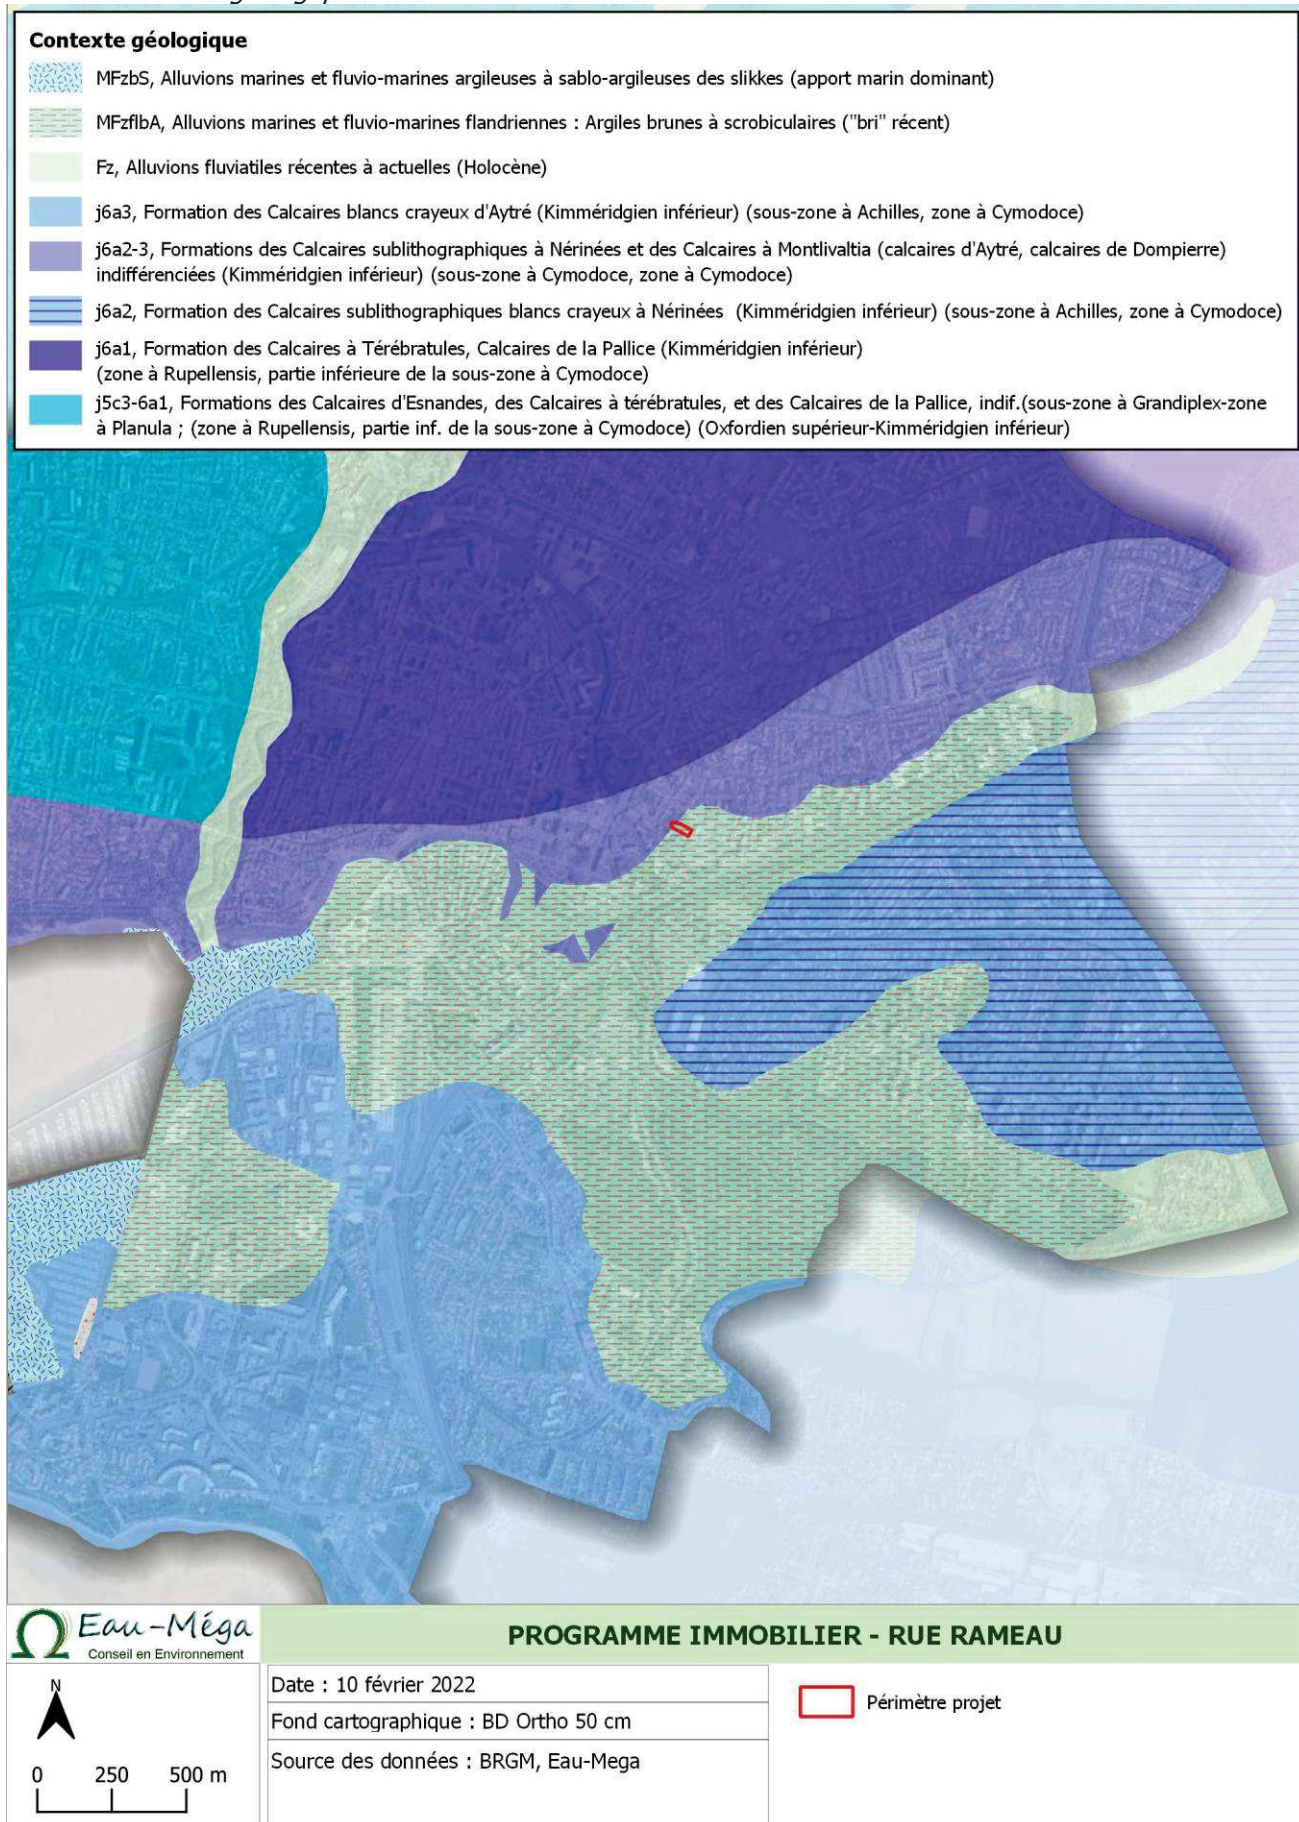 Contexte géologique
MFzbS, Alluvions marines et fluvio-marines argileuses à sablo-argileuses des slikkes (apport marin dominant)
MFzflbA, Alluvions marines et fluvio-marines flandriennes : Argiles brunes à scrobiculaires ("bri" récent)
Fz, Alluvions fluviatiles récentes à actuelles (Holocène)
j6a3, Formation des Calcaires blancs crayeux d'Aytré (Kimméridgien inférieur) (sous-zone à Achilles, zone à Cymodoce)
j6a2-3, Formations des Calcaires sublithographiques à Nérinées et des Calcaires à Montlivaltia (calcaires d'Aytré, calcaires de Dompierre)
indifférenciées (Kimméridgien inférieur) (sous-zone à Cymodoce, zone à Cymodoce)
j6a2, Formation des Calcaires sublithographiques blancs crayeux à Nérinées (Kimméridgien inférieur) (sous-zone à Achilles, zone à Cymodoce)
j6a1, Formation des Calcaires à Térébratules, Calcaires de la Pallice (Kimméridgien inférieur)
(zone à Rupellensis, partie inférieure de la sous-zone à Cymodoce)
j5c3-6a1, Formations des Calcaires d'Esnandes, des Calcaires à térébratules, et des Calcaires de la Pallice, indif.(sous-zone à Grandiplex-zone
à Planula ; (zone à Rupellensis, partie inf. de la sous-zone à Cymodoce) (Oxfordien supérieur-Kimméridgien inférieur)
Eau-Méga
Conseil en Environnement
PROGRAMME IMMOBILIER - RUE RAMEAU
N
0 250 500 m
Date : 10 février 2022
Fond cartographique : BD Ortho 50 cm
Source des données : BRGM, Eau-Mega
Périmètre projet